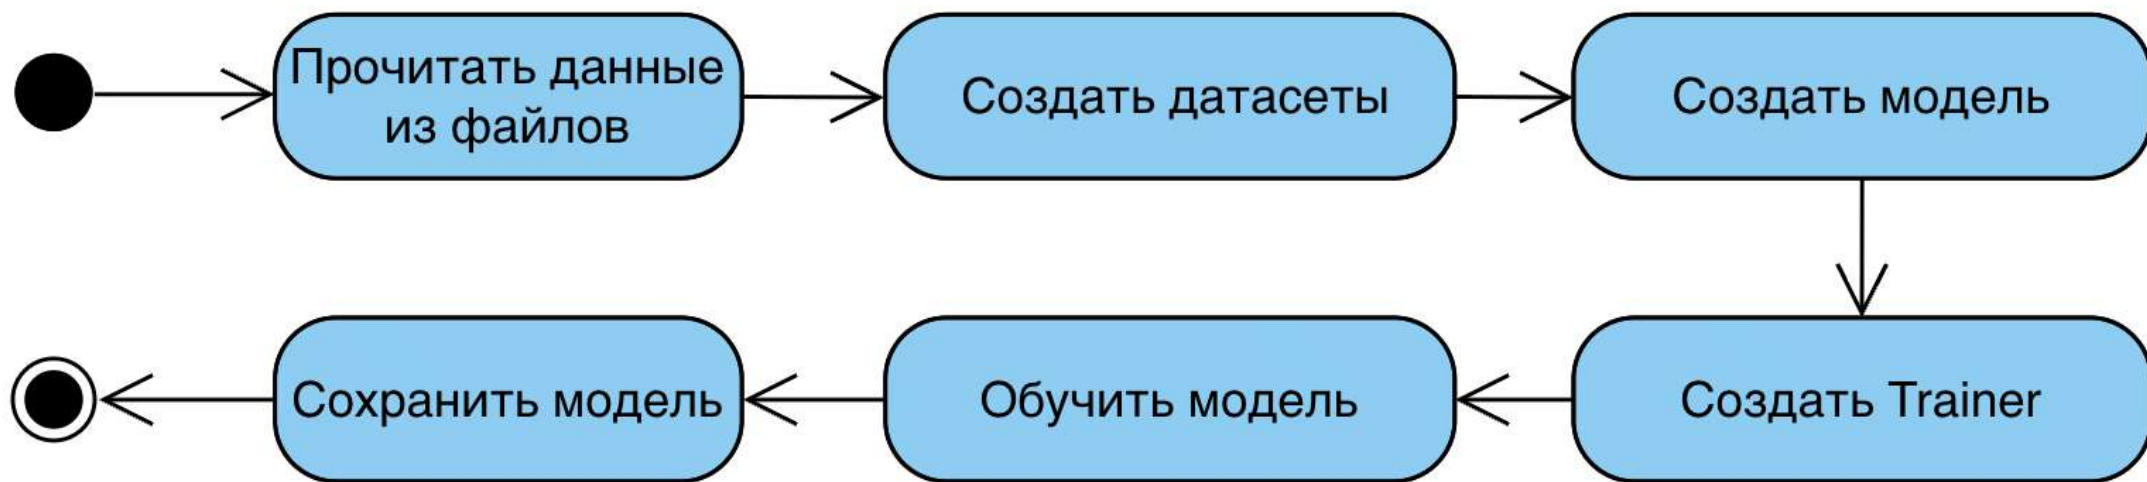 Прочитать данные
из файлов
Создать датасеты
Создать модель
Создать Trainer
Обучить модель
Сохранить модель